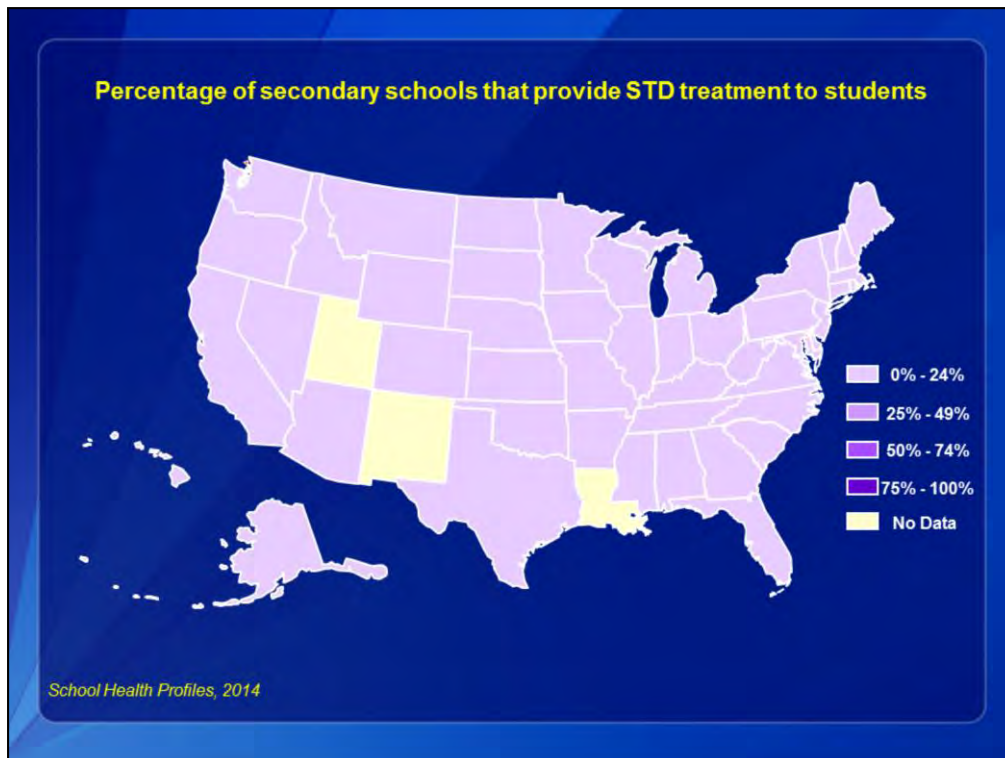 Percentage of secondary schools that provide STD treatment to students
0% - 24%
25% - 49%
50% - 74%
75% - 100%
No Data
School Health Profiles, 2014